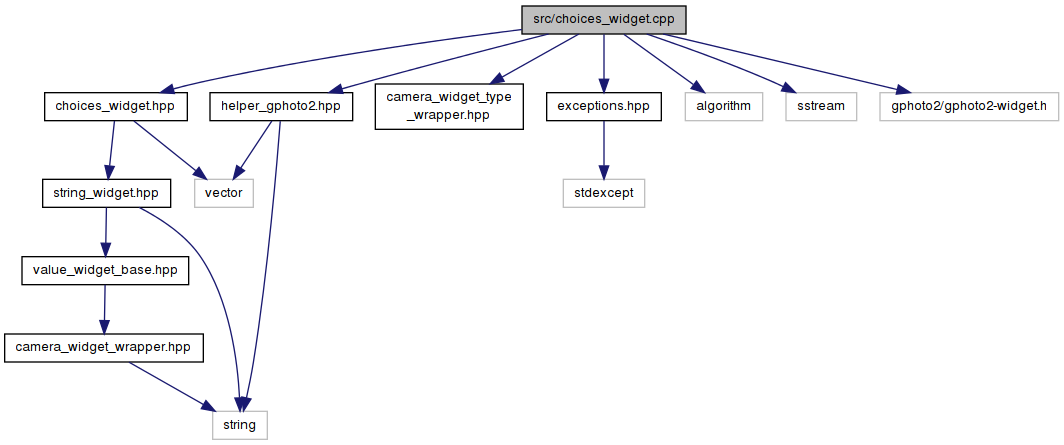 src/choices_widget.cpp
choices_widget.hpp
helper_gphoto2.hpp
camera_widget_type
_wrapper.hpp
exceptions.hpp
algorithm
sstream
gphoto2/gphoto2-widget.h
string_widget.hpp
vector
stdexcept
value_widget_base.hpp
camera_widget_wrapper.hpp
string